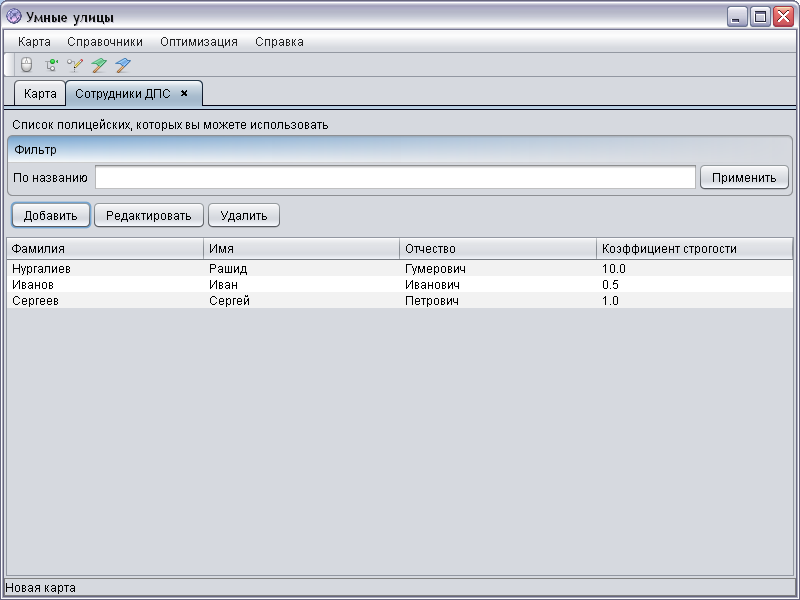 Умные улицы
Карта Справочники Оптимизация Справка
Карта Сотрудники ДПС
Список полицейских, которых вы можете использовать
Фильтр
По названию Применить
Добавить Редактировать Удалить
Фамилия Имя Отчество Коэффициент строгости
Нургалиев Рашид Гумерович 10.0
Иванов Иван Иванович 0.5
Сергеев Сергей Петрович 1.0
Новая карта